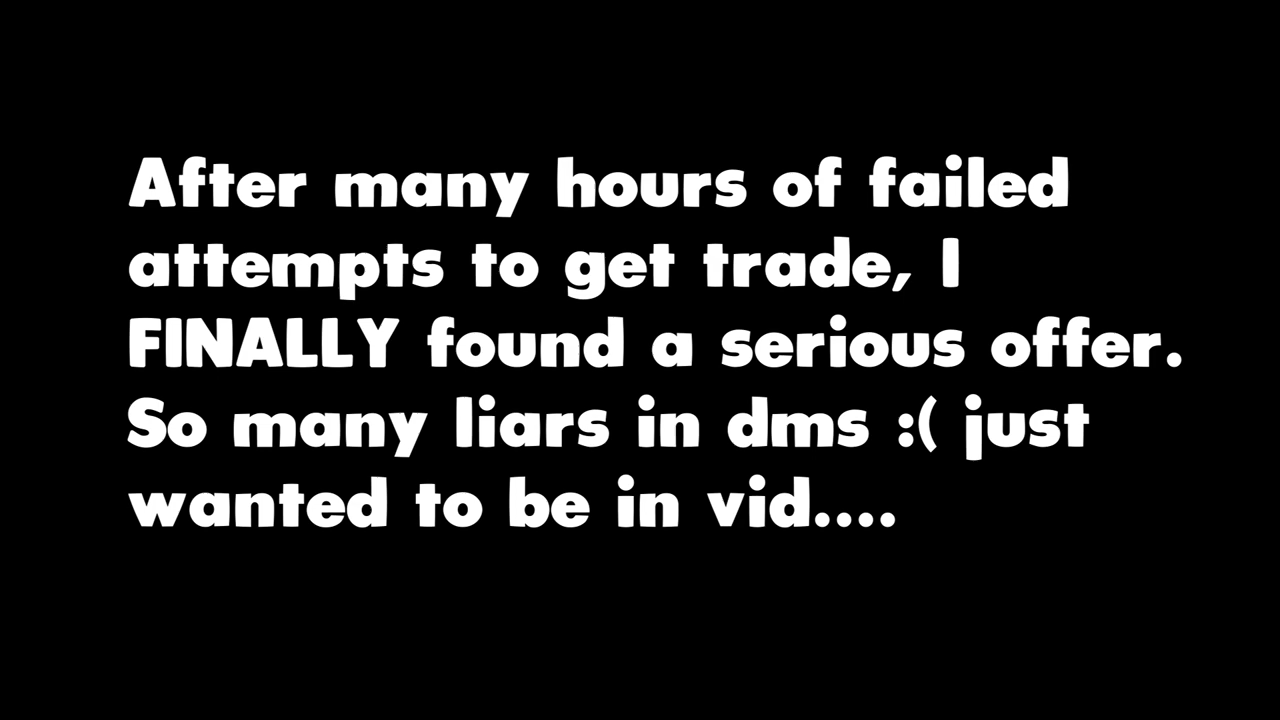 After many hours of failed
attempts to get trade, I
FINALLY found a serious offer.
So many liars in dms :( just
wanted to be in vid....